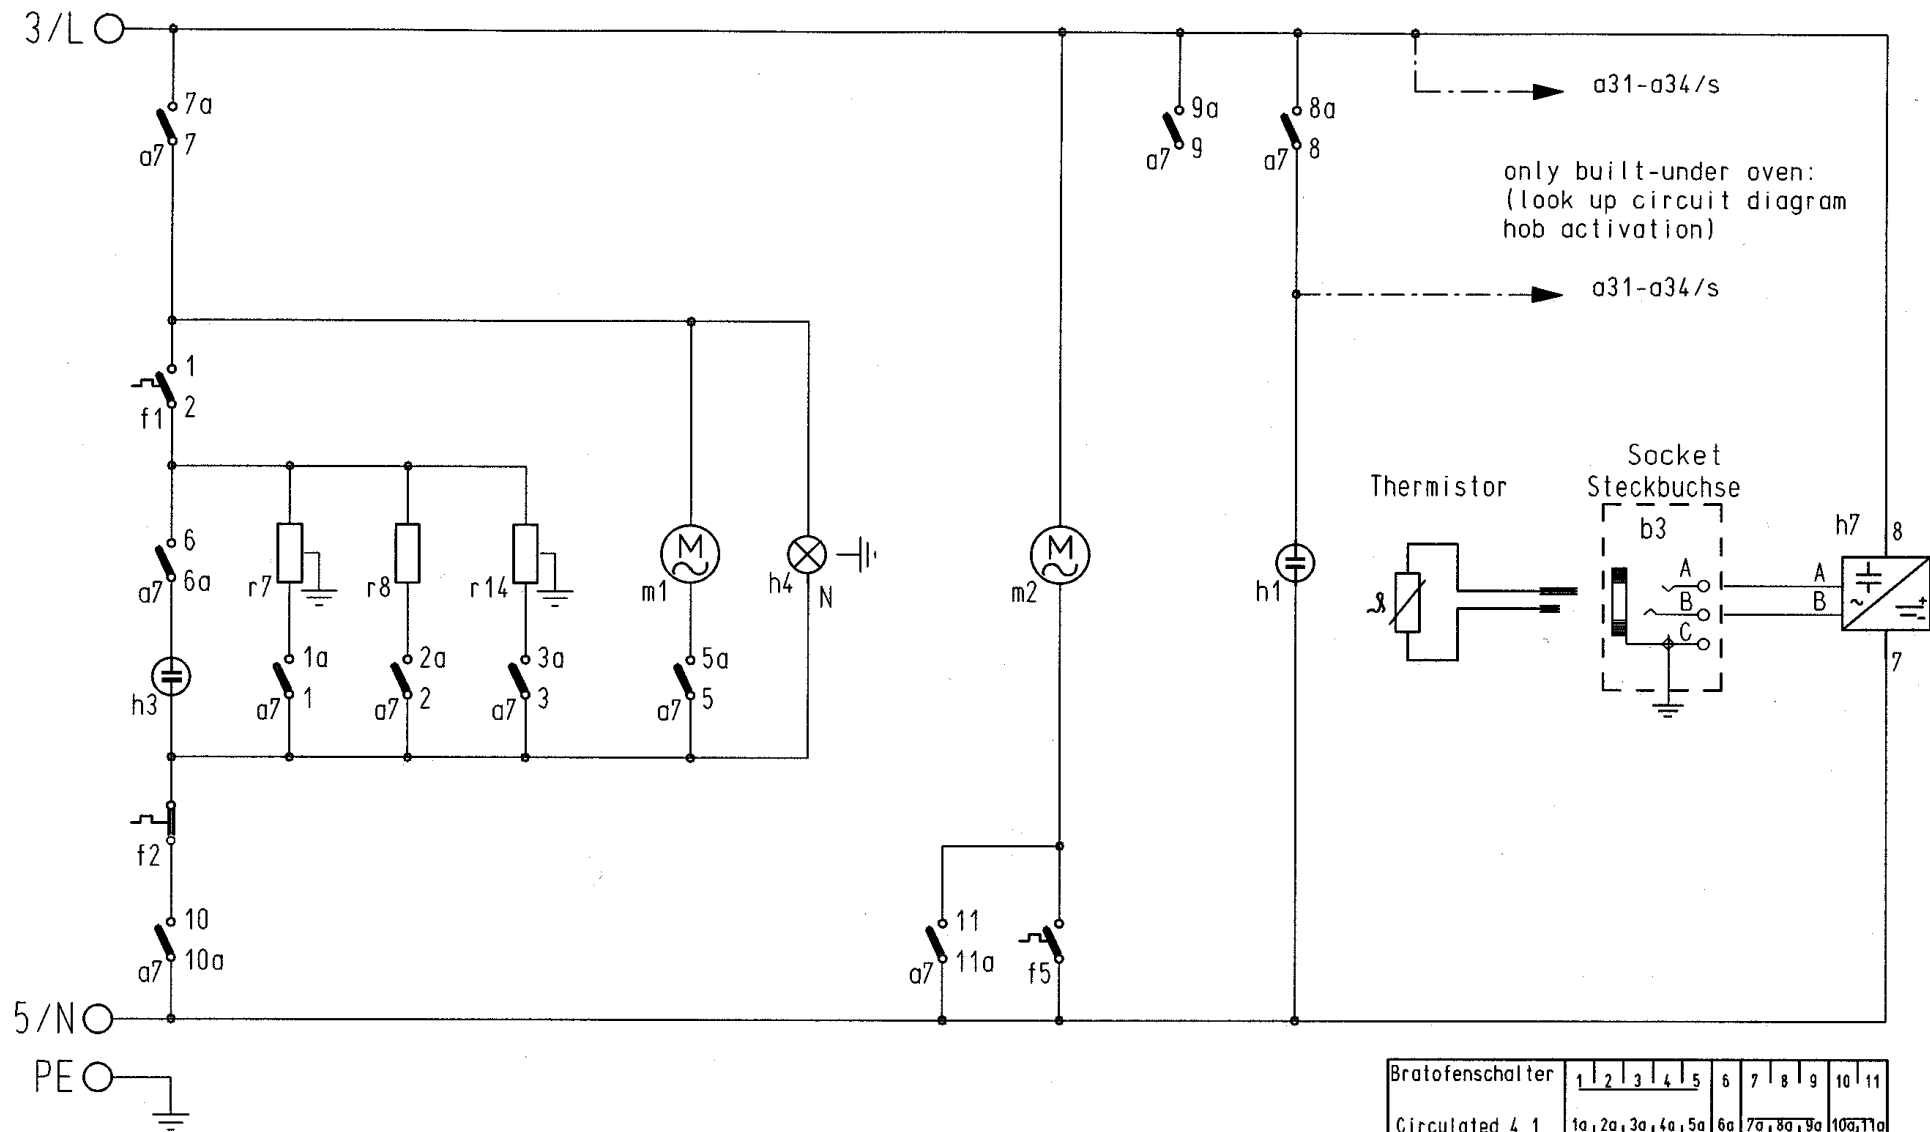 3/L
7a
7
a7
9a
9
a7
8a
8
a7
a31-a34/s
only built-under oven:
(look up circuit diagram
hob activation)
a31-a34/s
1
2
f1
6
6a
a7
h3
r7
1a
1
a7
r8
2a
2
a7
r14
3a
3
a7
M
m1
5a
5
a7
h4
N
M
m2
h1
Thermistor
ϑ
Socket
Steckbuchse
b3
A
B
C
A
B
h7
8
7
f2
10
10a
a7
11
11a
a7
f5
5/N
PE
Bratofenschalter 1 2 3 4 5 6 7 8 9 10 11
Circulated 4.1 1a 2a 3a 4a 5a 6a 7a 8a 9a 10a 11a